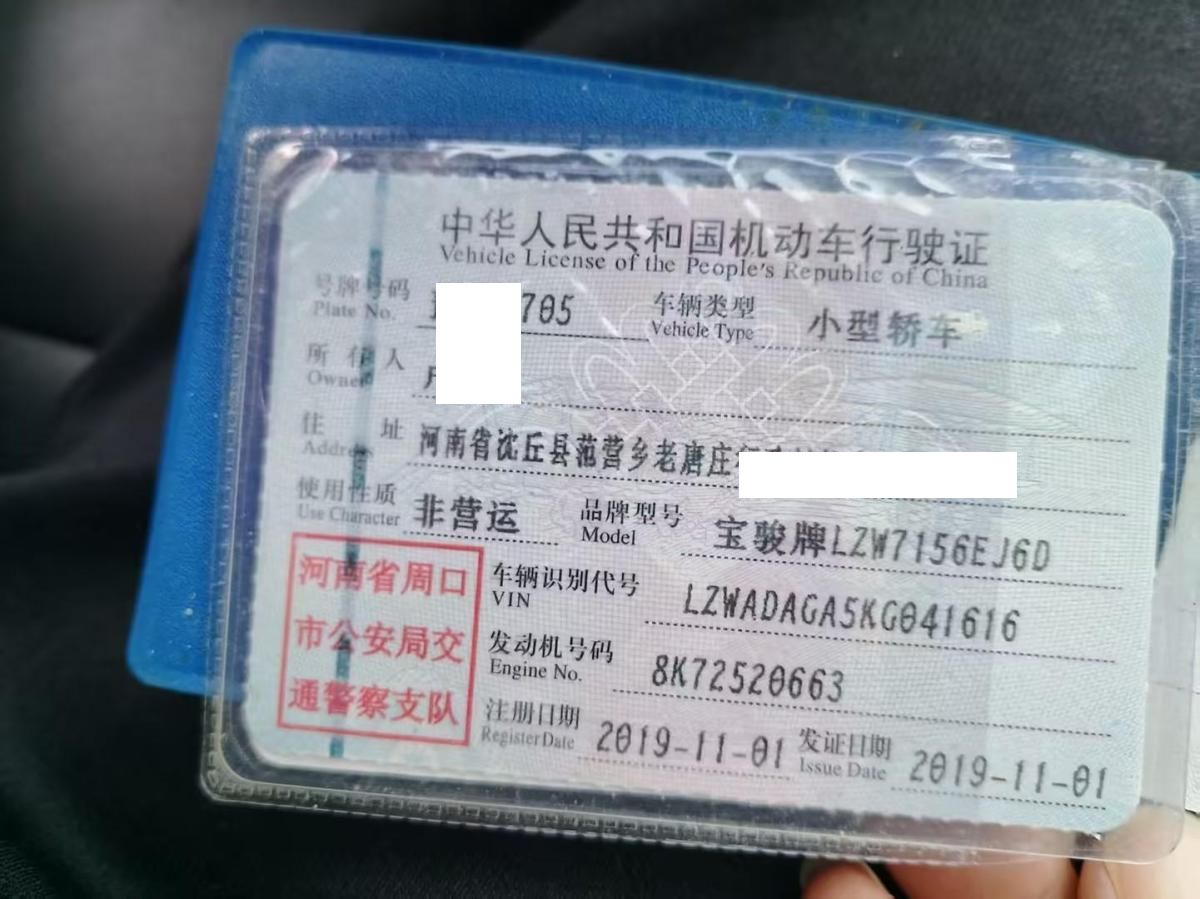 中华人民共和国机动车行驶证
Vehicle License of the People's Republic of China
号牌号码 705 车辆类型 小型轿车
Plate No. Vehicle Type
所有人
Owner
住址 河南省沈丘县范营乡老唐庄
Address
使用性质 非营运 品牌型号 宝骏牌LZW7156EJ6D
Use Character Model
河南省周口
市公安局交
通警察支队
车辆识别代号 LZWADAGA5KG041616
VIN
发动机号码 8K72520663
Engine No.
注册日期 2019-11-01 发证日期 2019-11-01
Register Date Issue Date